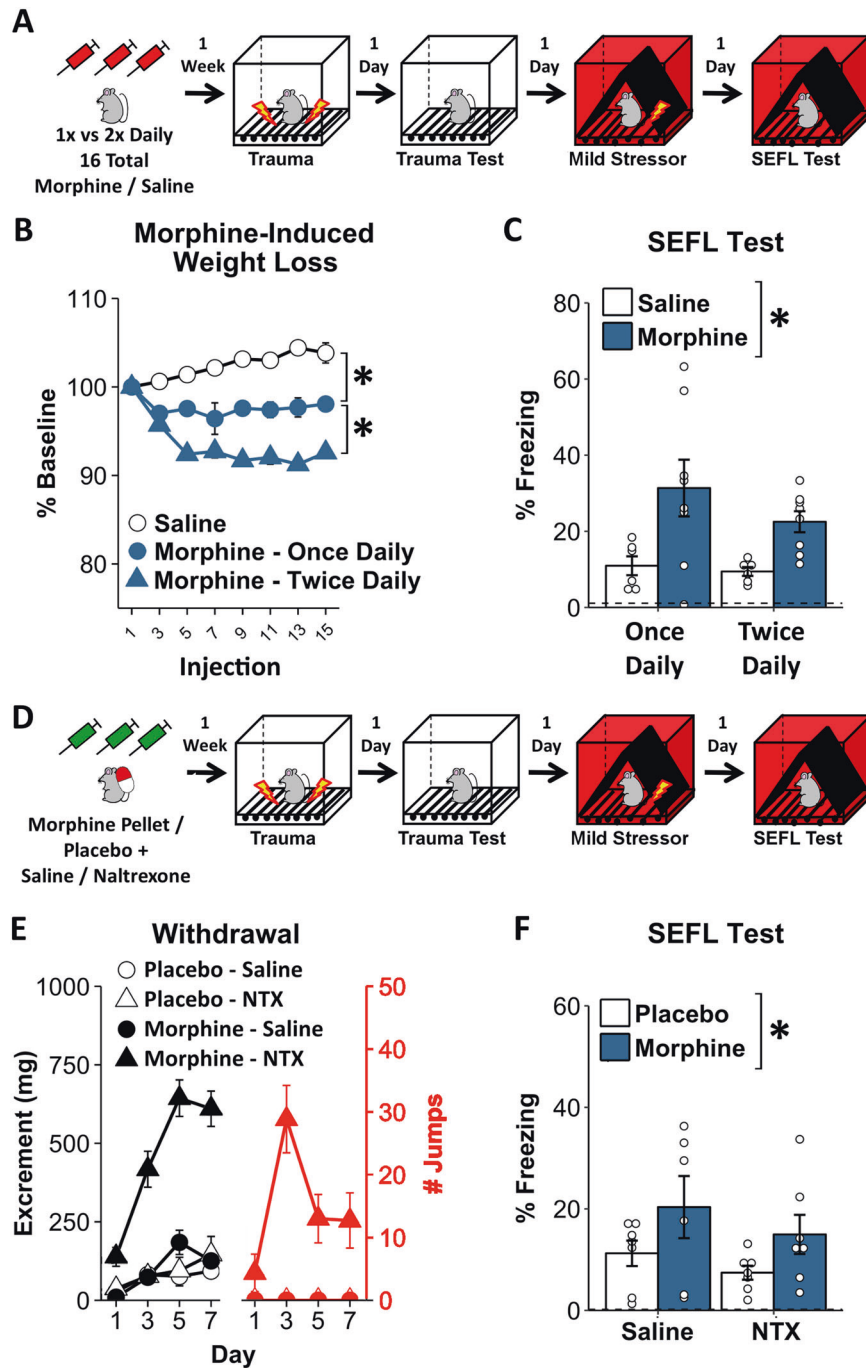 A
1
Week
1
Day
1
Day
1
Day
1x vs 2x Daily
16 Total
Morphine / Saline
Trauma
Trauma Test
Mild Stressor
SEFL Test
B
Morphine-Induced
Weight Loss
% Baseline
110
100
90
80
*
*
Saline
Morphine - Once Daily
Morphine - Twice Daily
1 3 5 7 9 11 13 15
Injection
C
SEFL Test
% Freezing
80
60
40
20
0
Saline
Morphine
*
Once
Daily
Twice
Daily
D
1
Week
1
Day
1
Day
1
Day
Morphine Pellet /
Placebo +
Saline / Naltrexone
Trauma
Trauma Test
Mild Stressor
SEFL Test
E
Withdrawal
Excrement (mg)
1000
750
500
250
0
Placebo - Saline
Placebo - NTX
Morphine - Saline
Morphine - NTX
50
40
30
20
10
0
# Jumps
1 3 5 7 1 3 5 7
Day
F
SEFL Test
% Freezing
60
40
20
0
Placebo
Morphine
*
Saline
NTX